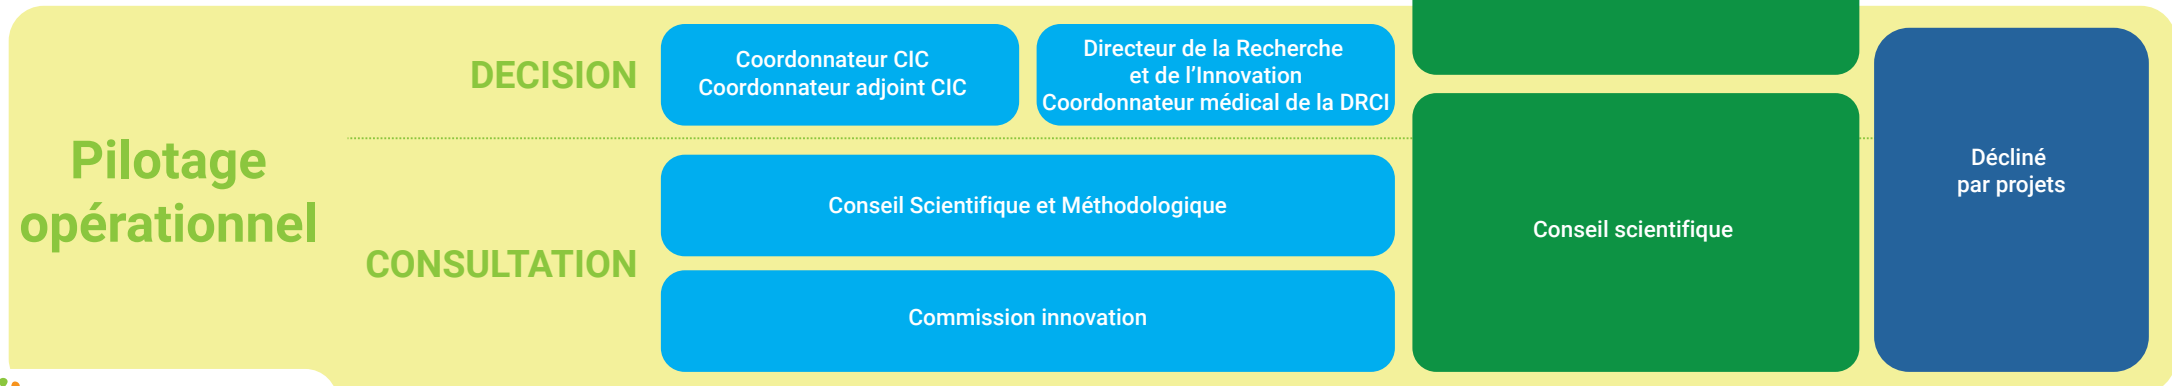 Pilotage
opérationnel
DECISION
Coordonnateur CIC
Coordonnateur adjoint CIC
Directeur de la Recherche
et de l’Innovation
Coordonnateur médical de la DRCI
CONSULTATION
Conseil Scientifique et Méthodologique
Commission innovation
Conseil scientifique
Décliné
par projets